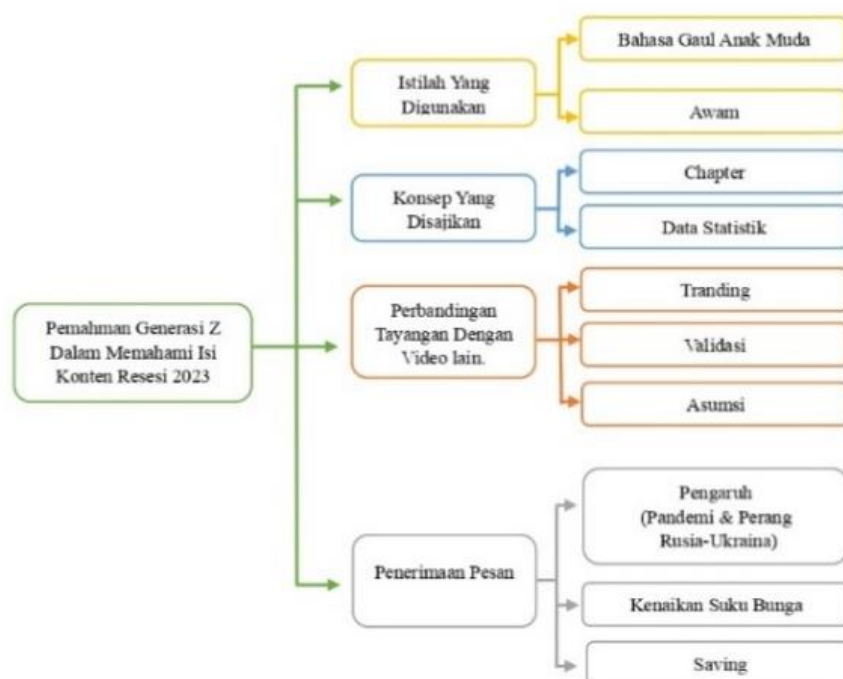 Pemahman Generasi Z
Dalam Memahami Isi
Konten Resesi 2023
Istilah Yang
Digunakan
Bahasa Gaul Anak Muda
Awam
Konsep Yang
Disajikan
Chapter
Data Statistik
Perbandingan
Tayangan Dengan
Video lain.
Tranding
Validasi
Asumsi
Penerimaan Pesan
Pengaruh
(Pandemi & Perang
Rusia-Ukraina)
Kenaikan Suku Bunga
Saving